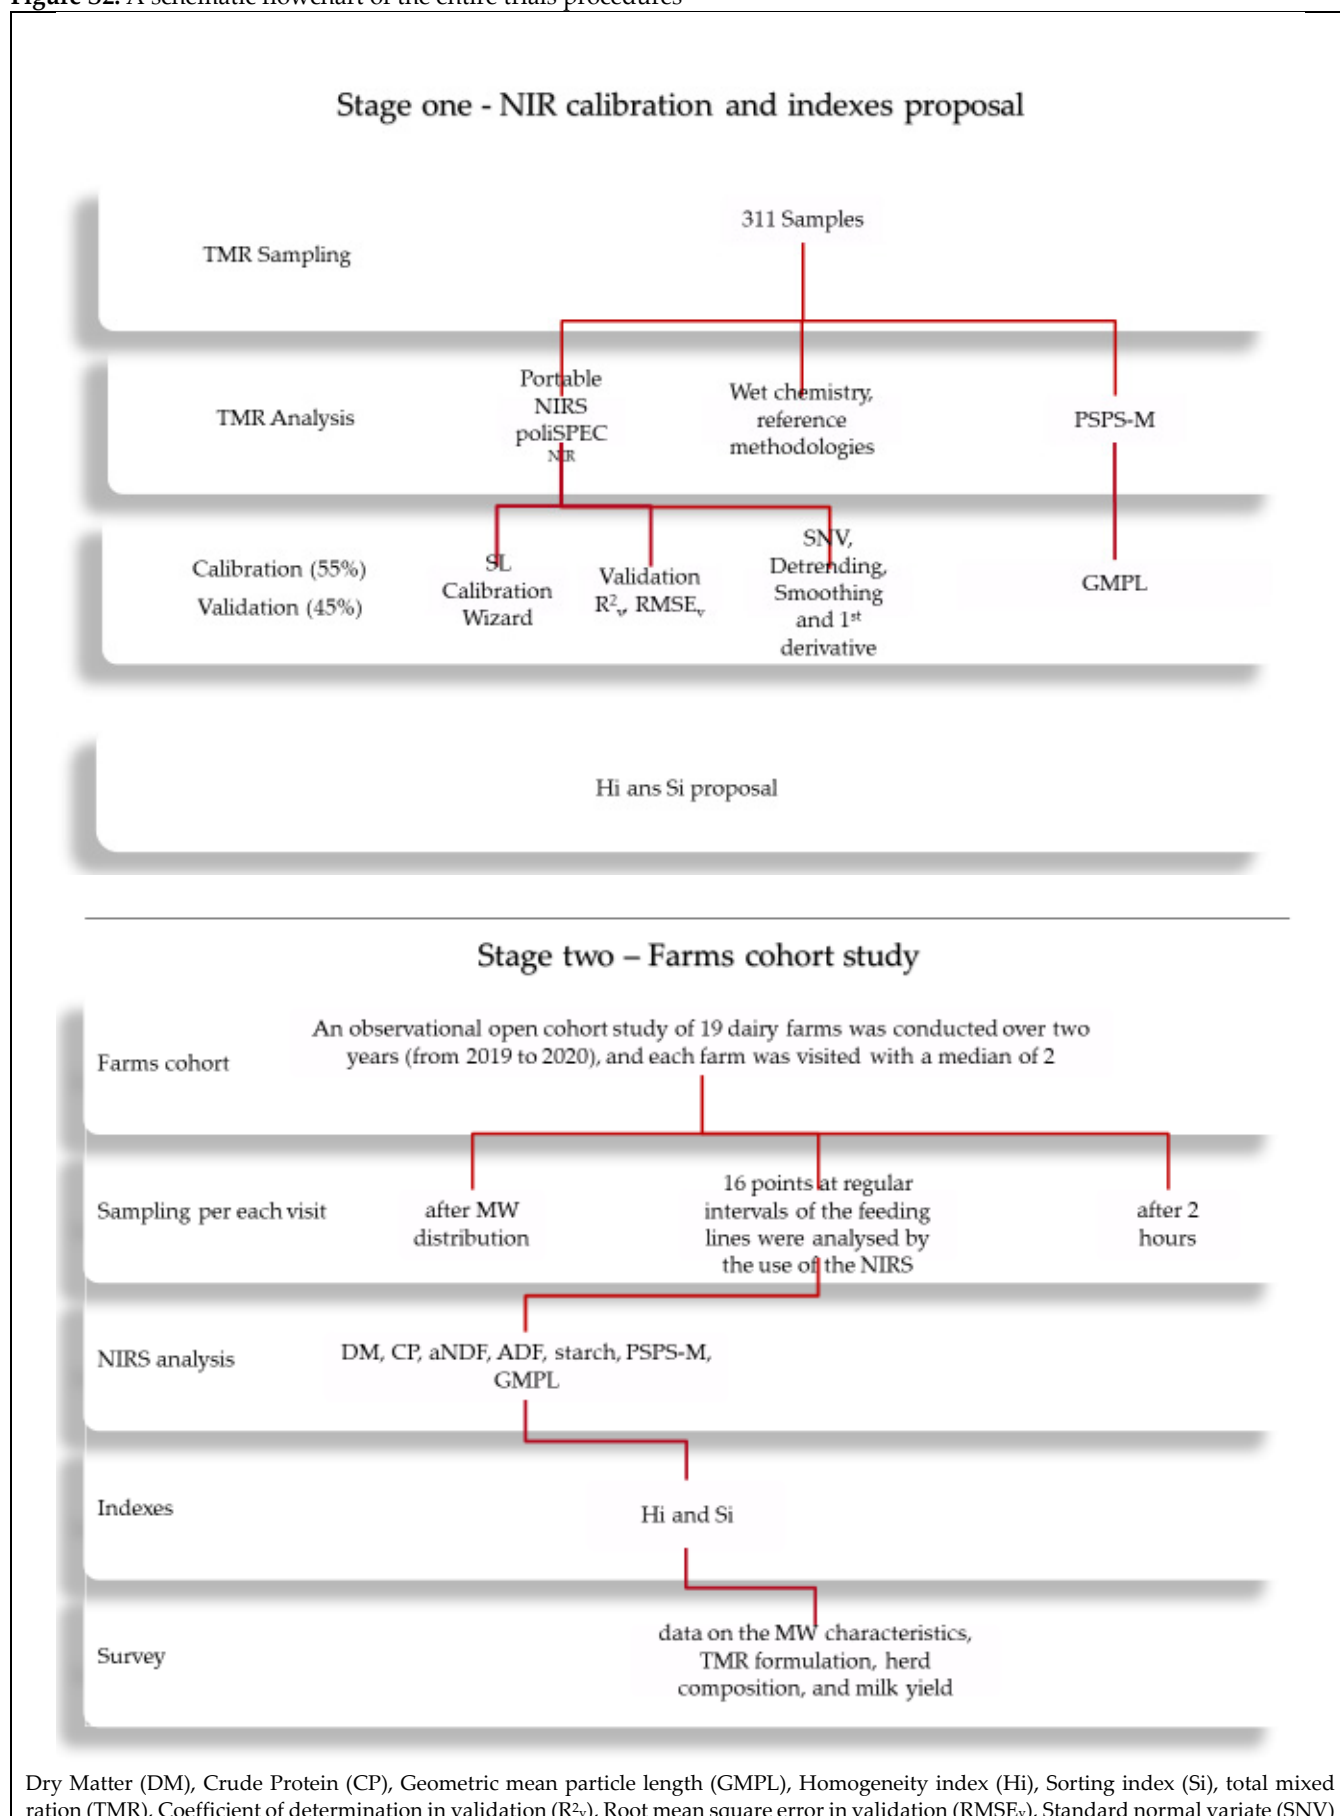 Figure S2. A schematic flowchart of the entire trials procedures
Stage one - NIR calibration and indexes proposal
311 Samples
TMR Sampling
TMR Analysis
Portable
NIRS
poliSPEC
NIR
Wet chemistry,
reference
methodologies
PSPS-M
Calibration (55%)
Validation (45%)
SL
Calibration
Wizard
Validation
R²ᵥ, RMSEᵥ
SNV,
Detrending,
Smoothing
and 1ˢᵗ
derivative
GMPL
Hi ans Si proposal
Stage two – Farms cohort study
Farms cohort
An observational open cohort study of 19 dairy farms was conducted over two
years (from 2019 to 2020), and each farm was visited with a median of 2
Sampling per each visit
after MW
distribution
16 points at regular
intervals of the feeding
lines were analysed by
the use of the NIRS
after 2
hours
NIRS analysis
DM, CP, aNDF, ADF, starch, PSPS-M,
GMPL
Indexes
Hi and Si
Survey
data on the MW characteristics,
TMR formulation, herd
composition, and milk yield
Dry Matter (DM), Crude Protein (CP), Geometric mean particle length (GMPL), Homogeneity index (Hi), Sorting index (Si), total mixed
ration (TMR), Coefficient of determination in validation (R²ᵥ), Root mean square error in validation (RMSEᵥ), Standard normal variate (SNV)